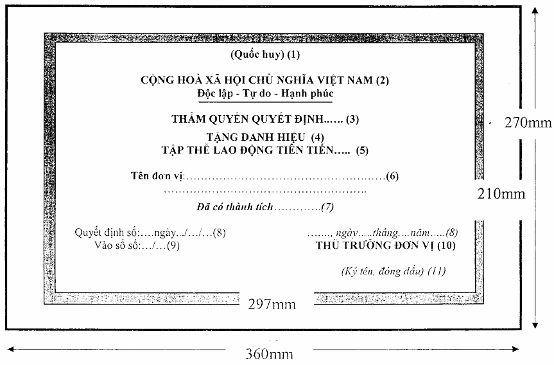 (Quốc huy) (1)
CỘNG HOÀ XÃ HỘI CHỦ NGHĨA VIỆT NAM (2)
Độc lập - Tự do - Hạnh phúc
THẨM QUYỀN QUYẾT ĐỊNH...... (3)
TẶNG DANH HIỆU (4)
TẬP THỂ LAO ĐỘNG TIÊN TIẾN..... (5)
Tên đơn vị:......................................................(6)
......................................................
Đã có thành tích.............(7)
Quyết định số:....ngày.../..../....(8)
Vào sổ số:..../....(9)
......., ngày.....tháng....năm.....(8)
THỦ TRƯỞNG ĐƠN VỊ (10)
(Ký tên, đóng dấu) (11)
270mm
210mm
297mm
360mm